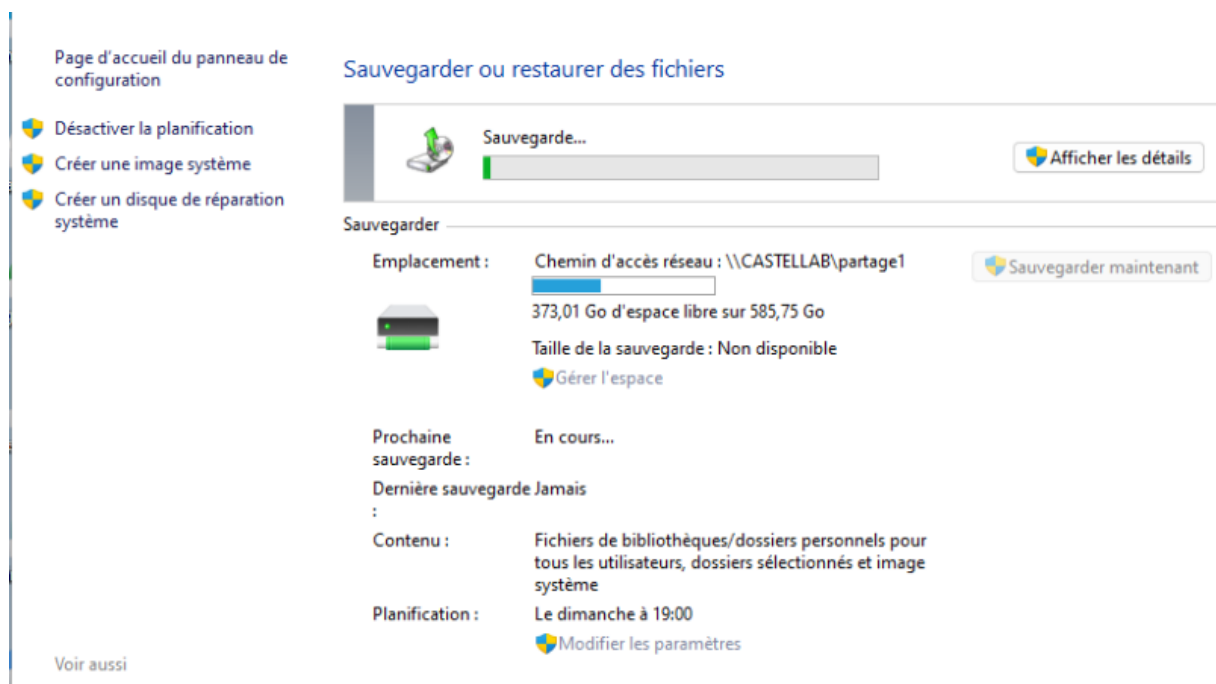 Page d'accueil du panneau de
configuration
Désactiver la planification
Créer une image système
Créer un disque de réparation
système
Voir aussi
Sauvegarder ou restaurer des fichiers
Sauvegarde...
Afficher les détails
Sauvegarder
Emplacement :
Chemin d'accès réseau : \\CASTELLAB\partage1
Sauvegarder maintenant
373,01 Go d'espace libre sur 585,75 Go
Taille de la sauvegarde : Non disponible
Gérer l'espace
Prochaine
sauvegarde :
En cours...
Dernière sauvegarde
:
Jamais
Contenu :
Fichiers de bibliothèques/dossiers personnels pour
tous les utilisateurs, dossiers sélectionnés et image
système
Planification :
Le dimanche à 19:00
Modifier les paramètres